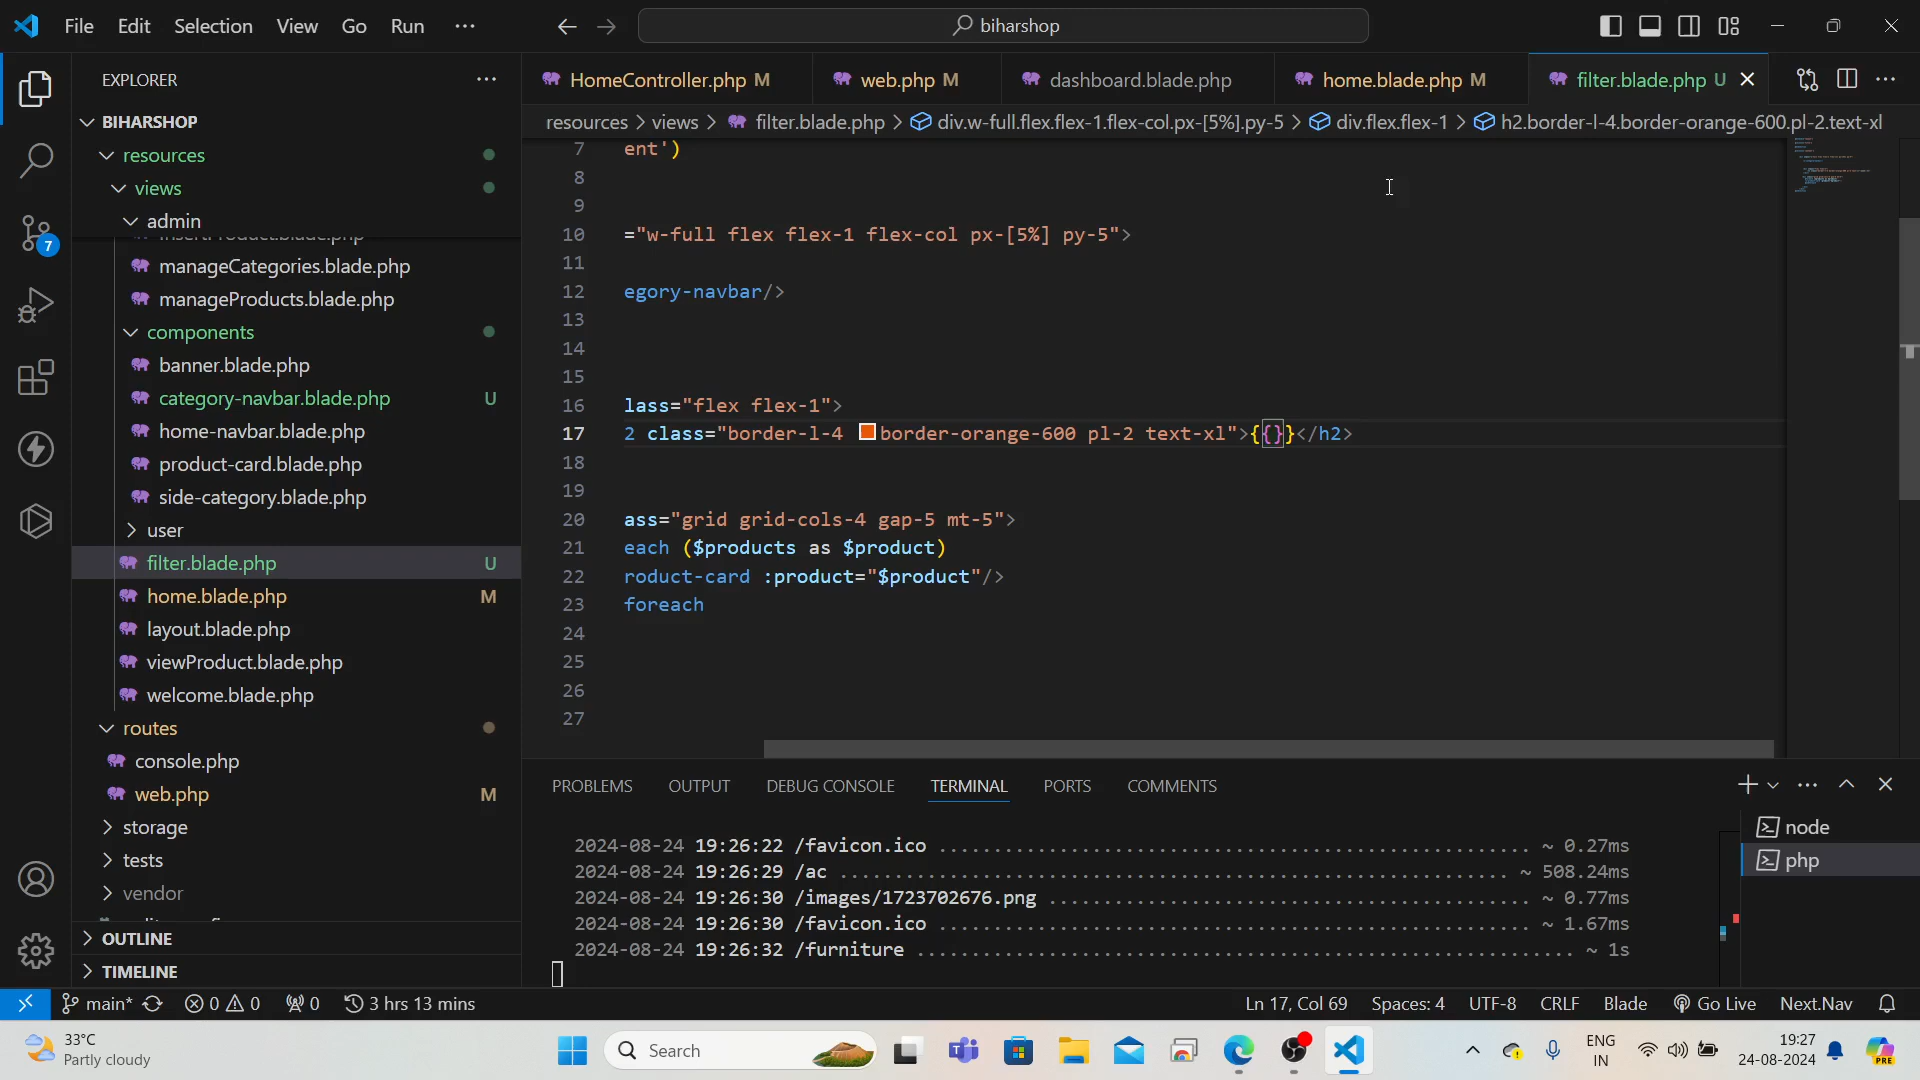 File Edit Selection View Go Run ···
biharshop
EXPLORER
BIHARSHOP
resources
views
admin
manageCategories.blade.php
manageProducts.blade.php
components
banner.blade.php
category-navbar.blade.php U
home-navbar.blade.php
product-card.blade.php
side-category.blade.php
user
filter.blade.php U
home.blade.php M
layout.blade.php
viewProduct.blade.php
welcome.blade.php
routes
console.php
web.php M
storage
tests
vendor
OUTLINE
TIMELINE
HomeController.php M
web.php M
dashboard.blade.php
home.blade.php M
filter.blade.php U
resources > views > filter.blade.php > div.w-full.flex.flex-1.flex-col.px-[5%].py-5 > div.flex.flex-1 > h2.border-l-4.border-orange-600.pl-2.text-xl
7 ent')
8
9
10 ="w-full flex flex-1 flex-col px-[5%] py-5">
11
12 egory-navbar/>
13
14
15
16 lass="flex flex-1">
17 2 class="border-l-4 border-orange-600 pl-2 text-xl">{{}}</h2>
18
19
20 ass="grid grid-cols-4 gap-5 mt-5">
21 each ($products as $product)
22 roduct-card :product="$product"/>
23 foreach
24
25
26
27
PROBLEMS OUTPUT DEBUG CONSOLE TERMINAL PORTS COMMENTS
2024-08-24 19:26:22 /favicon.ico ~ 0.27ms
2024-08-24 19:26:29 /ac ~ 508.24ms
2024-08-24 19:26:30 /images/1723702676.png ~ 0.77ms
2024-08-24 19:26:30 /favicon.ico ~ 1.67ms
2024-08-24 19:26:32 /furniture ~ 1s
node
php
7
main* 0 0 0 3 hrs 13 mins
Ln 17, Col 69 Spaces: 4 UTF-8 CRLF Blade Go Live Next.Nav
33°C
Partly cloudy
Search
ENG
IN
19:27
24-08-2024
PRE